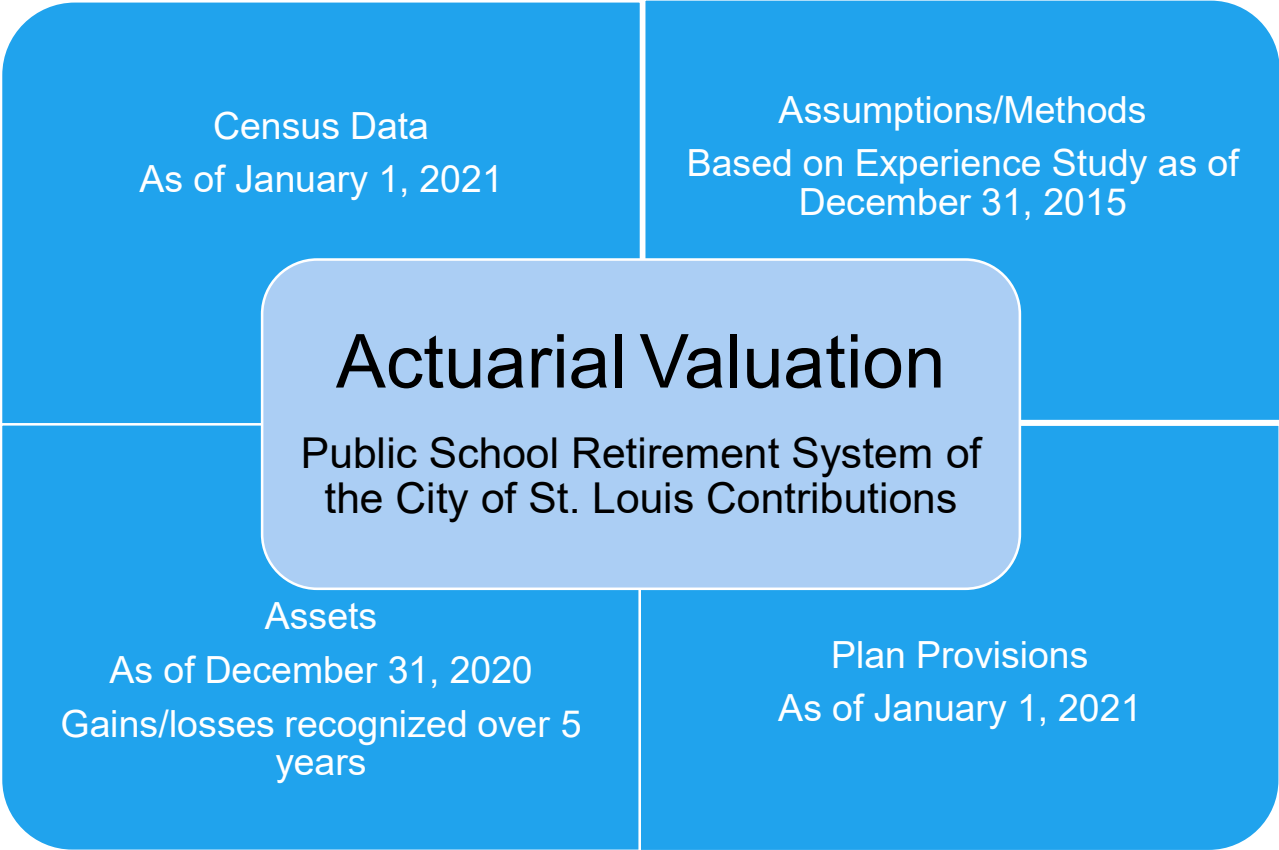 Census Data
As of January 1, 2021
Assumptions/Methods
Based on Experience Study as of
December 31, 2015
Actuarial Valuation
Public School Retirement System of
the City of St. Louis Contributions
Assets
As of December 31, 2020
Gains/losses recognized over 5
years
Plan Provisions
As of January 1, 2021